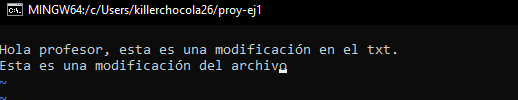 MINGW64:/c/Users/killerchocola26/proy-ej1
Hola profesor, esta es una modificación en el txt.
Esta es una modificación del archivo
~
~